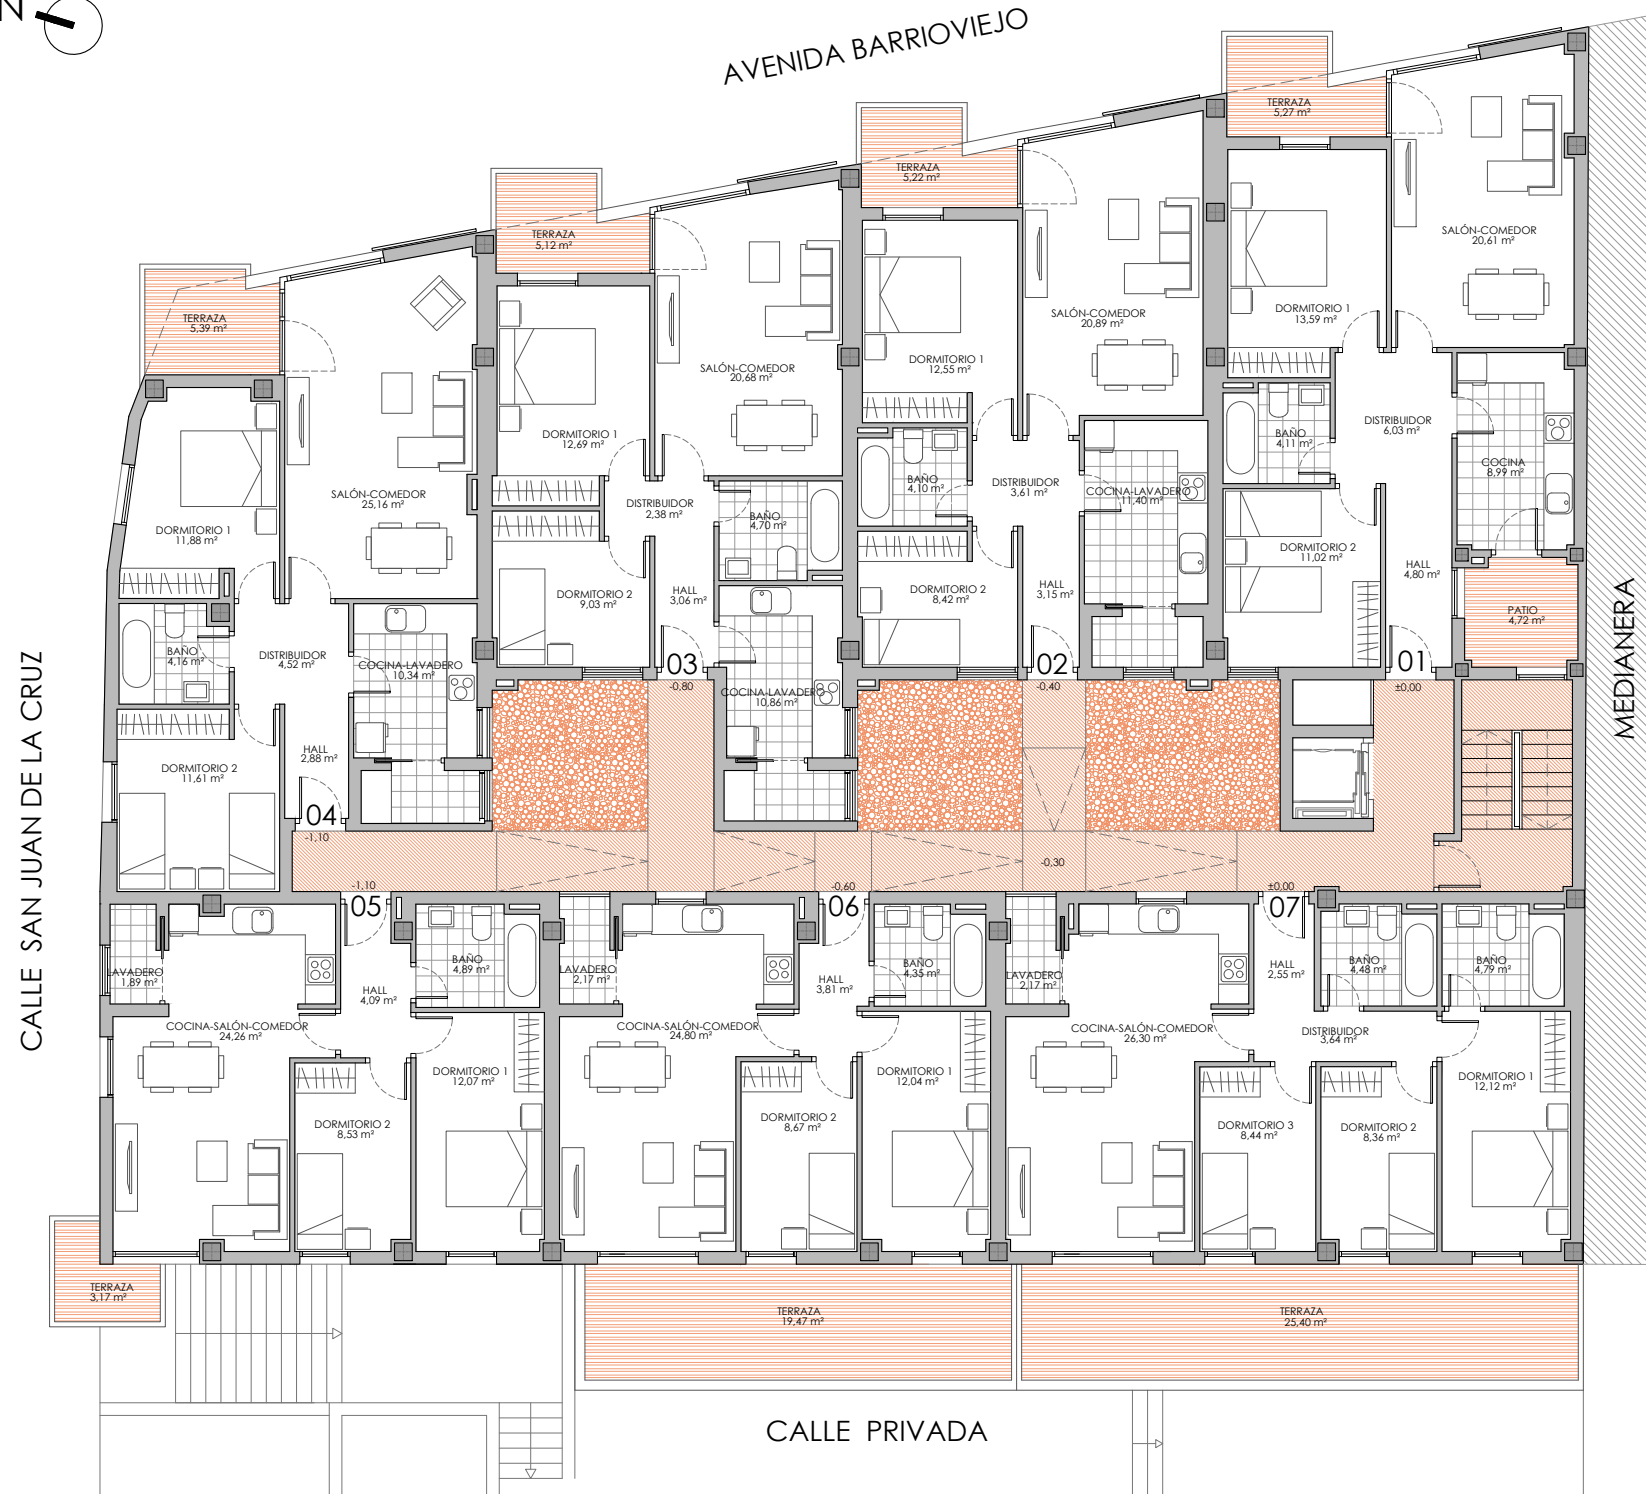 N
AVENIDA BARRIOVIEJO
TERRAZA
5,27 m²
SALÓN-COMEDOR
20,61 m²
DORMITORIO 1
13,59 m²
DISTRIBUIDOR
6,03 m²
BAÑO
4,11 m²
COCINA
8,99 m²
DORMITORIO 2
11,02 m²
HALL
4,80 m²
PATIO
4,72 m²
01
±0,00
TERRAZA
5,22 m²
SALÓN-COMEDOR
20,89 m²
DORMITORIO 1
12,55 m²
BAÑO
4,10 m²
DISTRIBUIDOR
3,61 m²
COCINA-LAVADERO
11,40 m²
DORMITORIO 2
8,42 m²
HALL
3,15 m²
02
-0,40
TERRAZA
5,12 m²
SALÓN-COMEDOR
20,68 m²
DORMITORIO 1
12,69 m²
DISTRIBUIDOR
2,38 m²
BAÑO
4,70 m²
DORMITORIO 2
9,03 m²
HALL
3,06 m²
COCINA-LAVADERO
10,86 m²
03
-0,80
TERRAZA
5,39 m²
SALÓN-COMEDOR
25,16 m²
DORMITORIO 1
11,88 m²
BAÑO
4,16 m²
DISTRIBUIDOR
4,52 m²
COCINA-LAVADERO
10,34 m²
HALL
2,88 m²
DORMITORIO 2
11,61 m²
04
-1,10
-1,10
-0,60
-0,30
±0,00
05
LAVADERO
1,89 m²
HALL
4,09 m²
BAÑO
4,89 m²
COCINA-SALÓN-COMEDOR
24,26 m²
DORMITORIO 1
12,07 m²
DORMITORIO 2
8,53 m²
TERRAZA
3,17 m²
06
LAVADERO
2,17 m²
HALL
3,81 m²
BAÑO
4,35 m²
COCINA-SALÓN-COMEDOR
24,80 m²
DORMITORIO 1
12,04 m²
DORMITORIO 2
8,67 m²
TERRAZA
19,47 m²
07
LAVADERO
2,17 m²
HALL
2,55 m²
BAÑO
4,48 m²
BAÑO
4,79 m²
COCINA-SALÓN-COMEDOR
26,30 m²
DISTRIBUIDOR
3,64 m²
DORMITORIO 1
12,12 m²
DORMITORIO 3
8,44 m²
DORMITORIO 2
8,36 m²
TERRAZA
25,40 m²
CALLE SAN JUAN DE LA CRUZ
MEDIANERA
CALLE PRIVADA